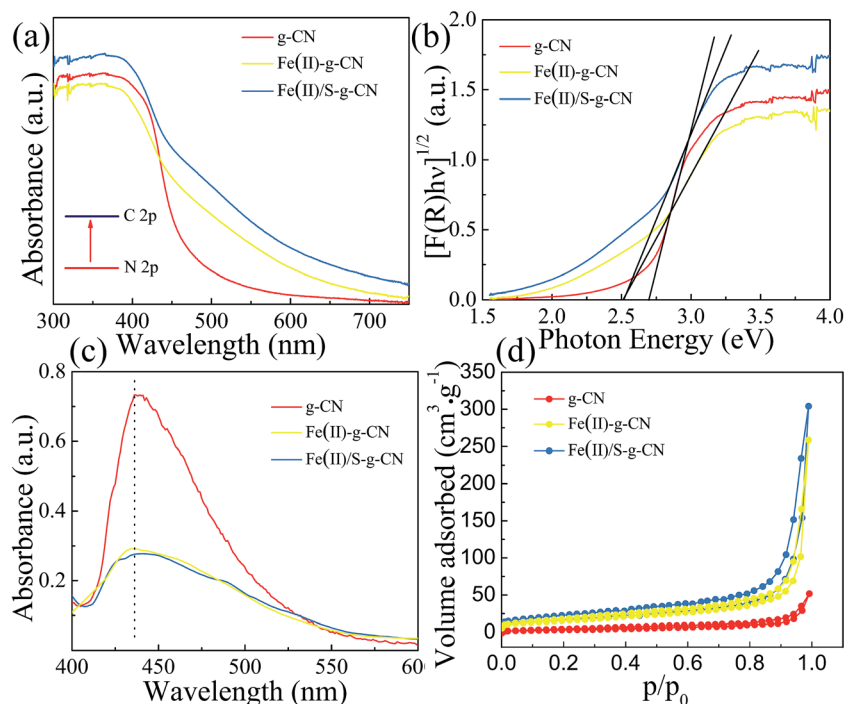 (a)
g-CN
Fe(II)-g-CN
Fe(II)/S-g-CN
C 2p
N 2p
Absorbance (a.u.)
300 400 500 600 700
Wavelength (nm)
(b)
g-CN
Fe(II)-g-CN
Fe(II)/S-g-CN
[F(R)hν]^1/2 (a.u.)
2.0
1.5
1.0
0.5
0.0
1.5 2.0 2.5 3.0 3.5 4.0
Photon Energy (eV)
(c)
g-CN
Fe(II)-g-CN
Fe(II)/S-g-CN
Absorbance (a.u.)
0.8
0.6
0.4
0.2
400 450 500 550 600
Wavelength (nm)
(d)
g-CN
Fe(II)-g-CN
Fe(II)/S-g-CN
Volume adsorbed (cm³.g⁻¹)
350
300
250
200
150
100
50
0
0.0 0.2 0.4 0.6 0.8 1.0
p/p₀